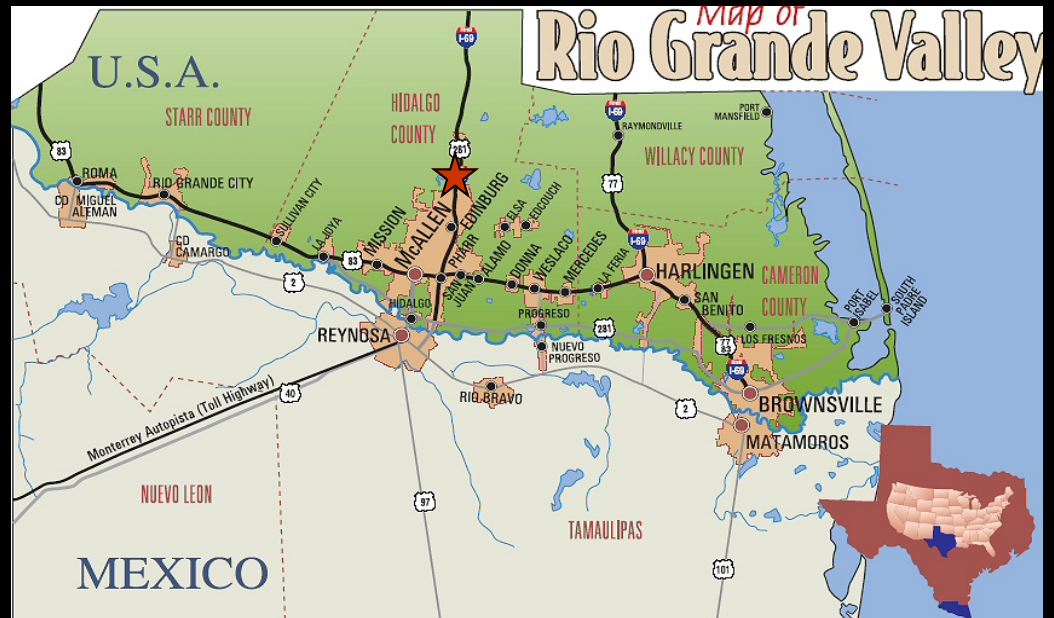 Map of
Rio Grande Valley
U.S.A.
I-69
HIDALGO
COUNTY
STARR COUNTY
I-69
PORT
MANSFIELD
RAYMONDVILLE
WILLACY COUNTY
83
281
77
ROMA
RIO GRANDE CITY
CD MIGUEL
ALEMAN
CD
CAMARGO
SULLIVAN CITY
LA JOYA
83
MISSION
McALLEN
EDINBURG
ELSA
EDCOUCH
PHARR
SAN
JUAN
ALAMO
DONNA
WESLACO
MERCEDES
LA FERIA
I-69
HARLINGEN
CAMERON
COUNTY
SAN
BENITO
PORT
ISABEL
SOUTH
PADRE
ISLAND
2
HIDALGO
REYNOSA
PROGRESO
281
LOS FRESNOS
NUEVO
PROGRESO
77
83
I-69
RIO BRAVO
2
BROWNSVILLE
MATAMOROS
40
Monterrey Autopista (Toll Highway)
NUEVO LEON
97
TAMAULIPAS
101
MEXICO